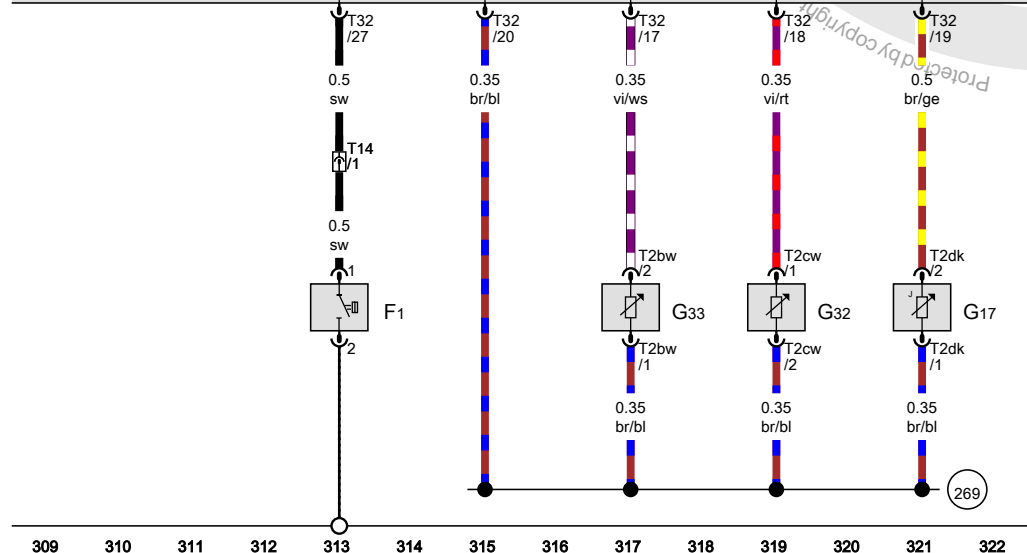 T32
/27
T32
/20
T32
/17
T32
/18
T32
/19
Protected by copyright
0.5
sw
0.35
br/bl
0.35
vi/ws
0.35
vi/rt
0.5
br/ge
T14
/1
0.5
sw
1
T2bw
/2
T2cw
/1
T2dk
/2
F1
G33
G32
J
G17
2
T2bw
/1
T2cw
/2
T2dk
/1
0.35
br/bl
0.35
br/bl
0.35
br/bl
269
309 310 311 312 313 314 315 316 317 318 319 320 321 322